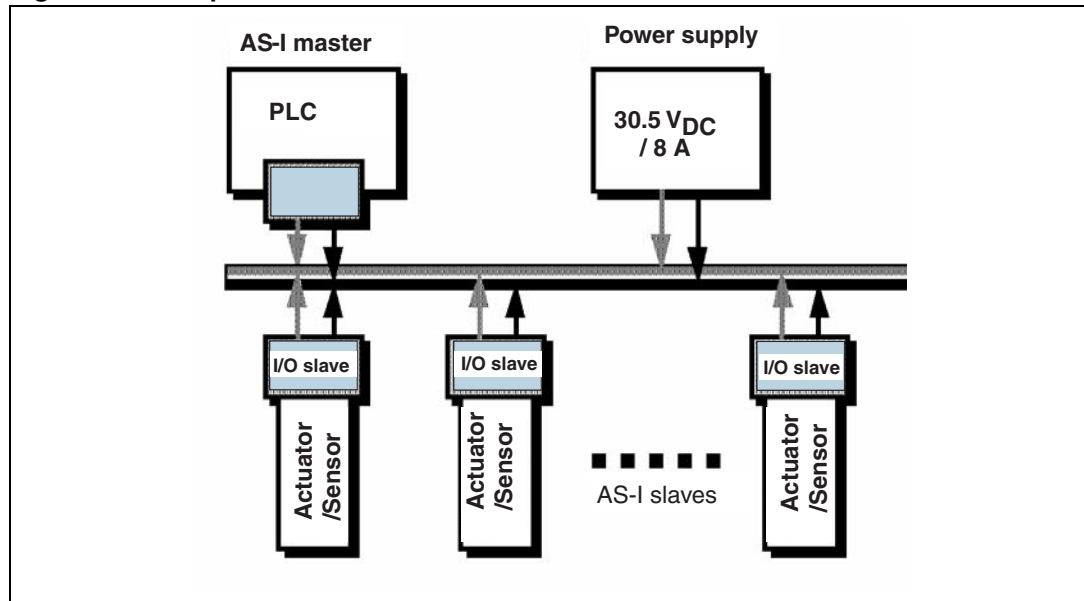 AS-I master
Power supply
PLC
30.5 VDC
/ 8 A
I/O slave
I/O slave
I/O slave
Actuator
/Sensor
Actuator
/Sensor
AS-I slaves
Actuator
/Sensor